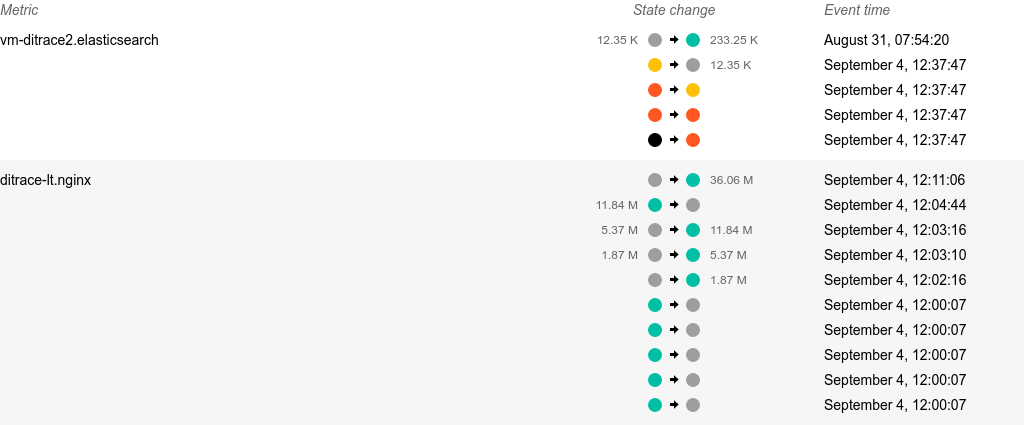 Metric State change Event time
vm-ditrace2.elasticsearch 12.35 K 233.25 K August 31, 07:54:20
12.35 K September 4, 12:37:47
September 4, 12:37:47
September 4, 12:37:47
September 4, 12:37:47
ditrace-lt.nginx 36.06 M September 4, 12:11:06
11.84 M September 4, 12:04:44
5.37 M 11.84 M September 4, 12:03:16
1.87 M 5.37 M September 4, 12:03:10
1.87 M September 4, 12:02:16
September 4, 12:00:07
September 4, 12:00:07
September 4, 12:00:07
September 4, 12:00:07
September 4, 12:00:07